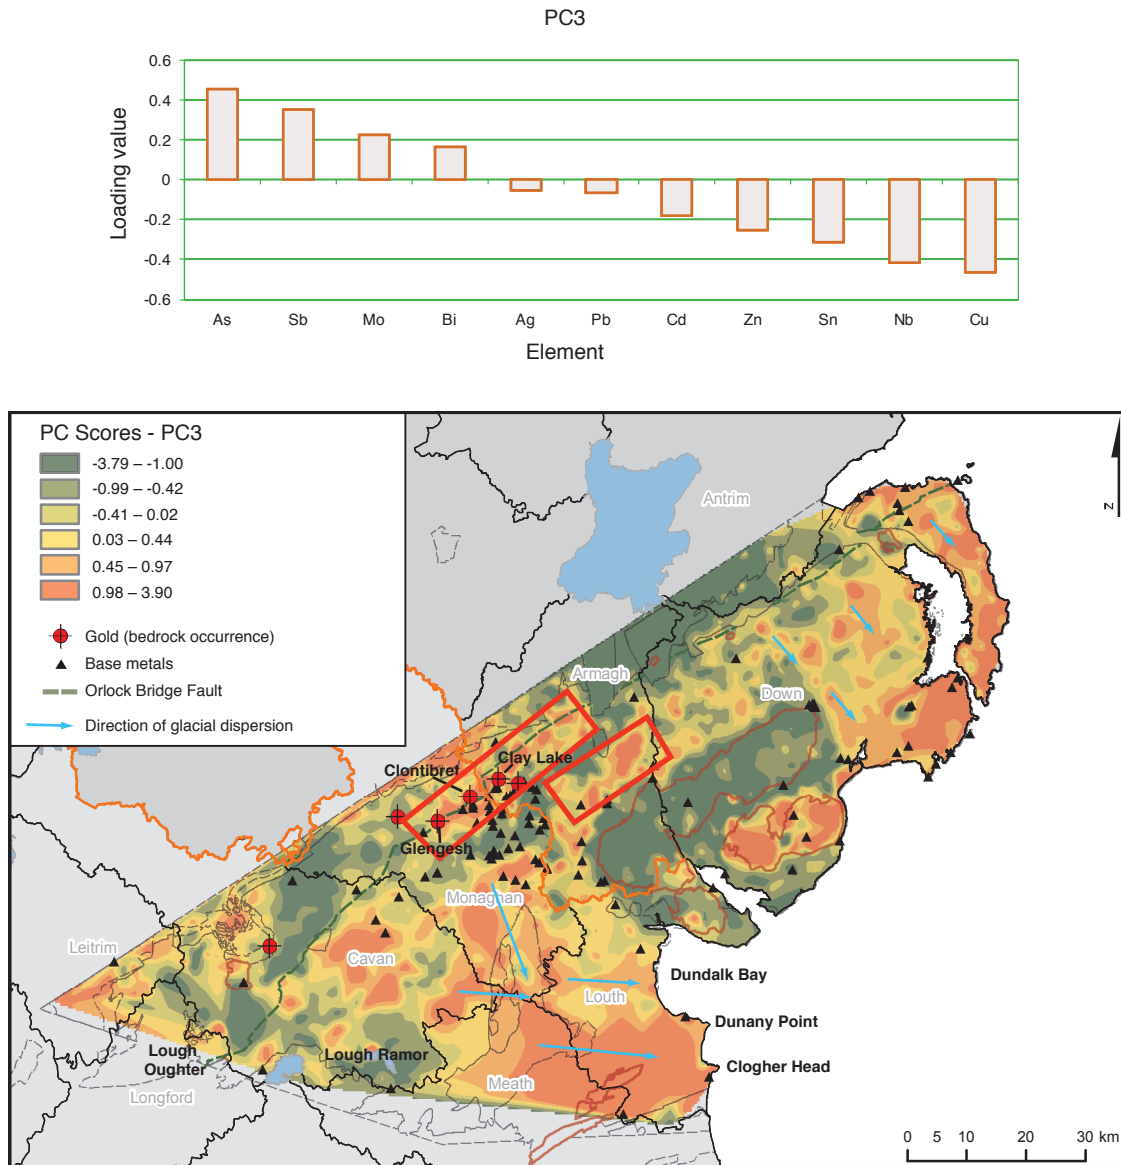 PC3
0.6
0.4
0.2
0
-0.2
-0.4
-0.6
Loading value
As Sb Mo Bi Ag Pb Cd Zn Sn Nb Cu
Element
PC Scores - PC3
-3.79 – -1.00
-0.99 – -0.42
-0.41 – 0.02
0.03 – 0.44
0.45 – 0.97
0.98 – 3.90
Gold (bedrock occurrence)
Base metals
Orlock Bridge Fault
Direction of glacial dispersion
N
Antrim
Armagh
Down
Clay Lake
Clontibret
Glengesh
Monaghan
Leitrim
Cavan
Dundalk Bay
Louth
Dunany Point
Lough
Oughter
Lough Ramor
Clogher Head
Meath
Longford
0 5 10 20 30 km